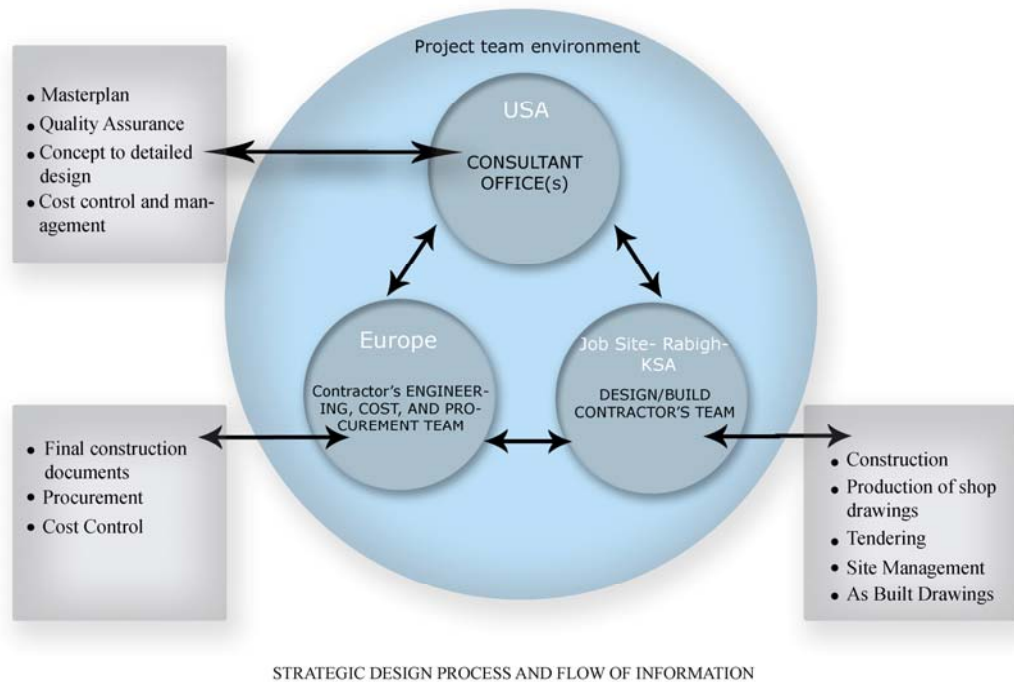 Project team environment
• Masterplan
• Quality Assurance
• Concept to detailed
design
• Cost control and man-
agement
USA
CONSULTANT
OFFICE(s)
Europe
Contractor's ENGINEER-
ING, COST, AND PRO-
CUREMENT TEAM
Job Site- Rabigh-
KSA
DESIGN/BUILD
CONTRACTOR'S TEAM
• Final construction
documents
• Procurement
• Cost Control
• Construction
• Production of shop
drawings
• Tendering
• Site Management
• As Built Drawings
STRATEGIC DESIGN PROCESS AND FLOW OF INFORMATION